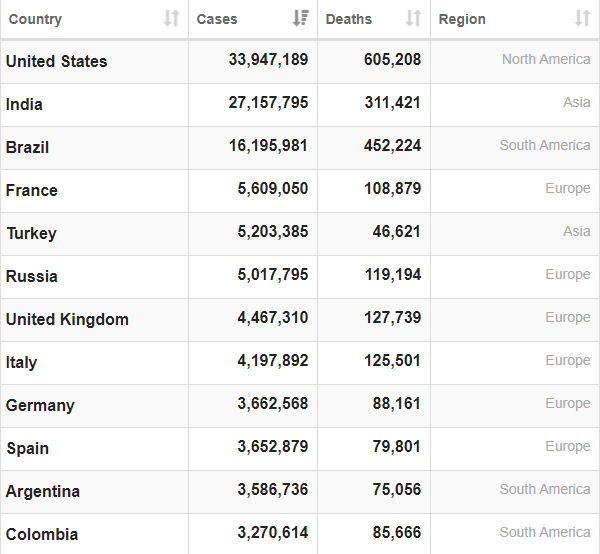 Country Cases Deaths Region
United States 33,947,189 605,208 North America
India 27,157,795 311,421 Asia
Brazil 16,195,981 452,224 South America
France 5,609,050 108,879 Europe
Turkey 5,203,385 46,621 Asia
Russia 5,017,795 119,194 Europe
United Kingdom 4,467,310 127,739 Europe
Italy 4,197,892 125,501 Europe
Germany 3,662,568 88,161 Europe
Spain 3,652,879 79,801 Europe
Argentina 3,586,736 75,056 South America
Colombia 3,270,614 85,666 South America